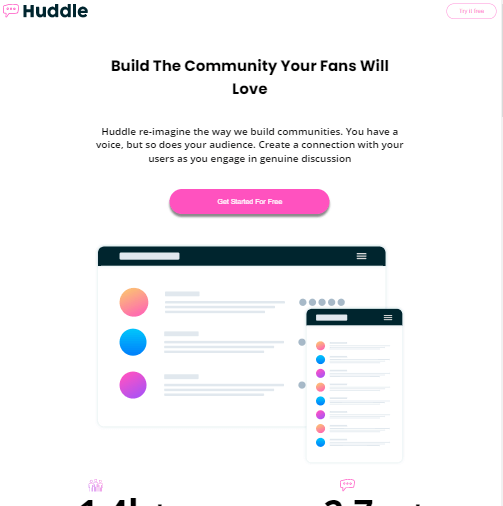 Huddle
Try It Free
Build The Community Your Fans Will
Love
Huddle re-imagine the way we build communities. You have a
voice, but so does your audience. Create a connection with your
users as you engage in genuine discussion
Get Started For Free